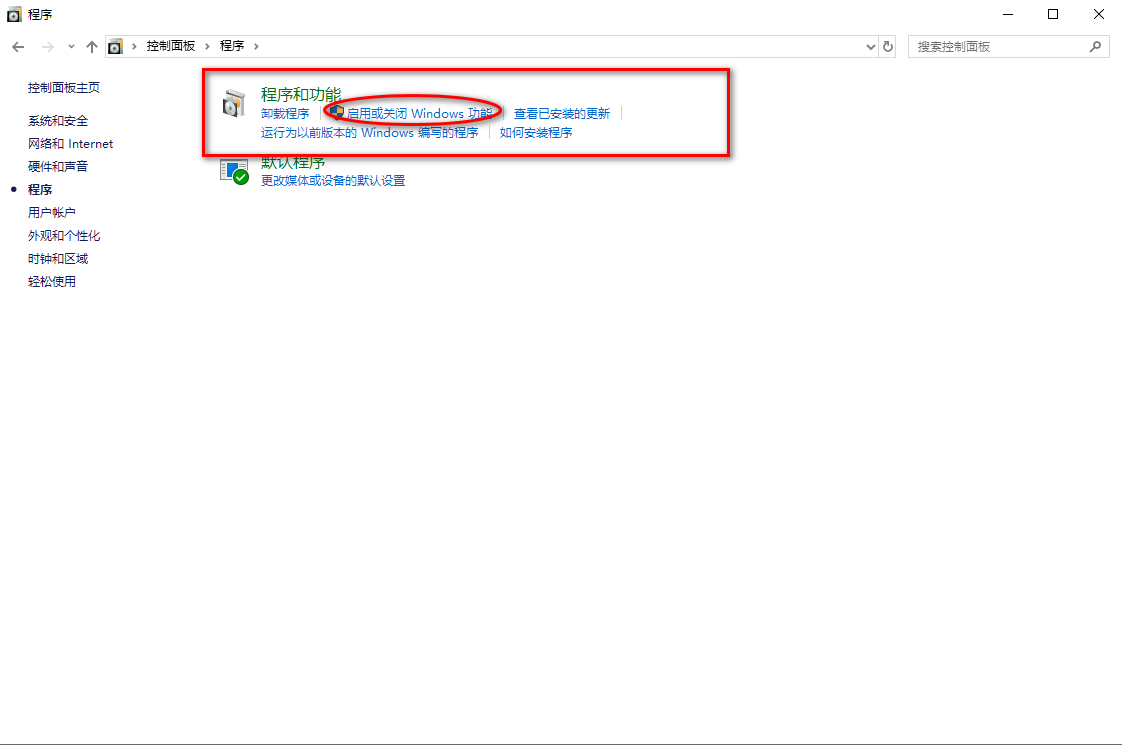 程序
控制面板 程序
搜索控制面板
控制面板主页
系统和安全
网络和 Internet
硬件和声音
程序
用户帐户
外观和个性化
时钟和区域
轻松使用
程序和功能
卸载程序 启用或关闭 Windows 功能 查看已安装的更新
运行为以前版本的 Windows 编写的程序 如何安装程序
默认程序
更改媒体或设备的默认设置